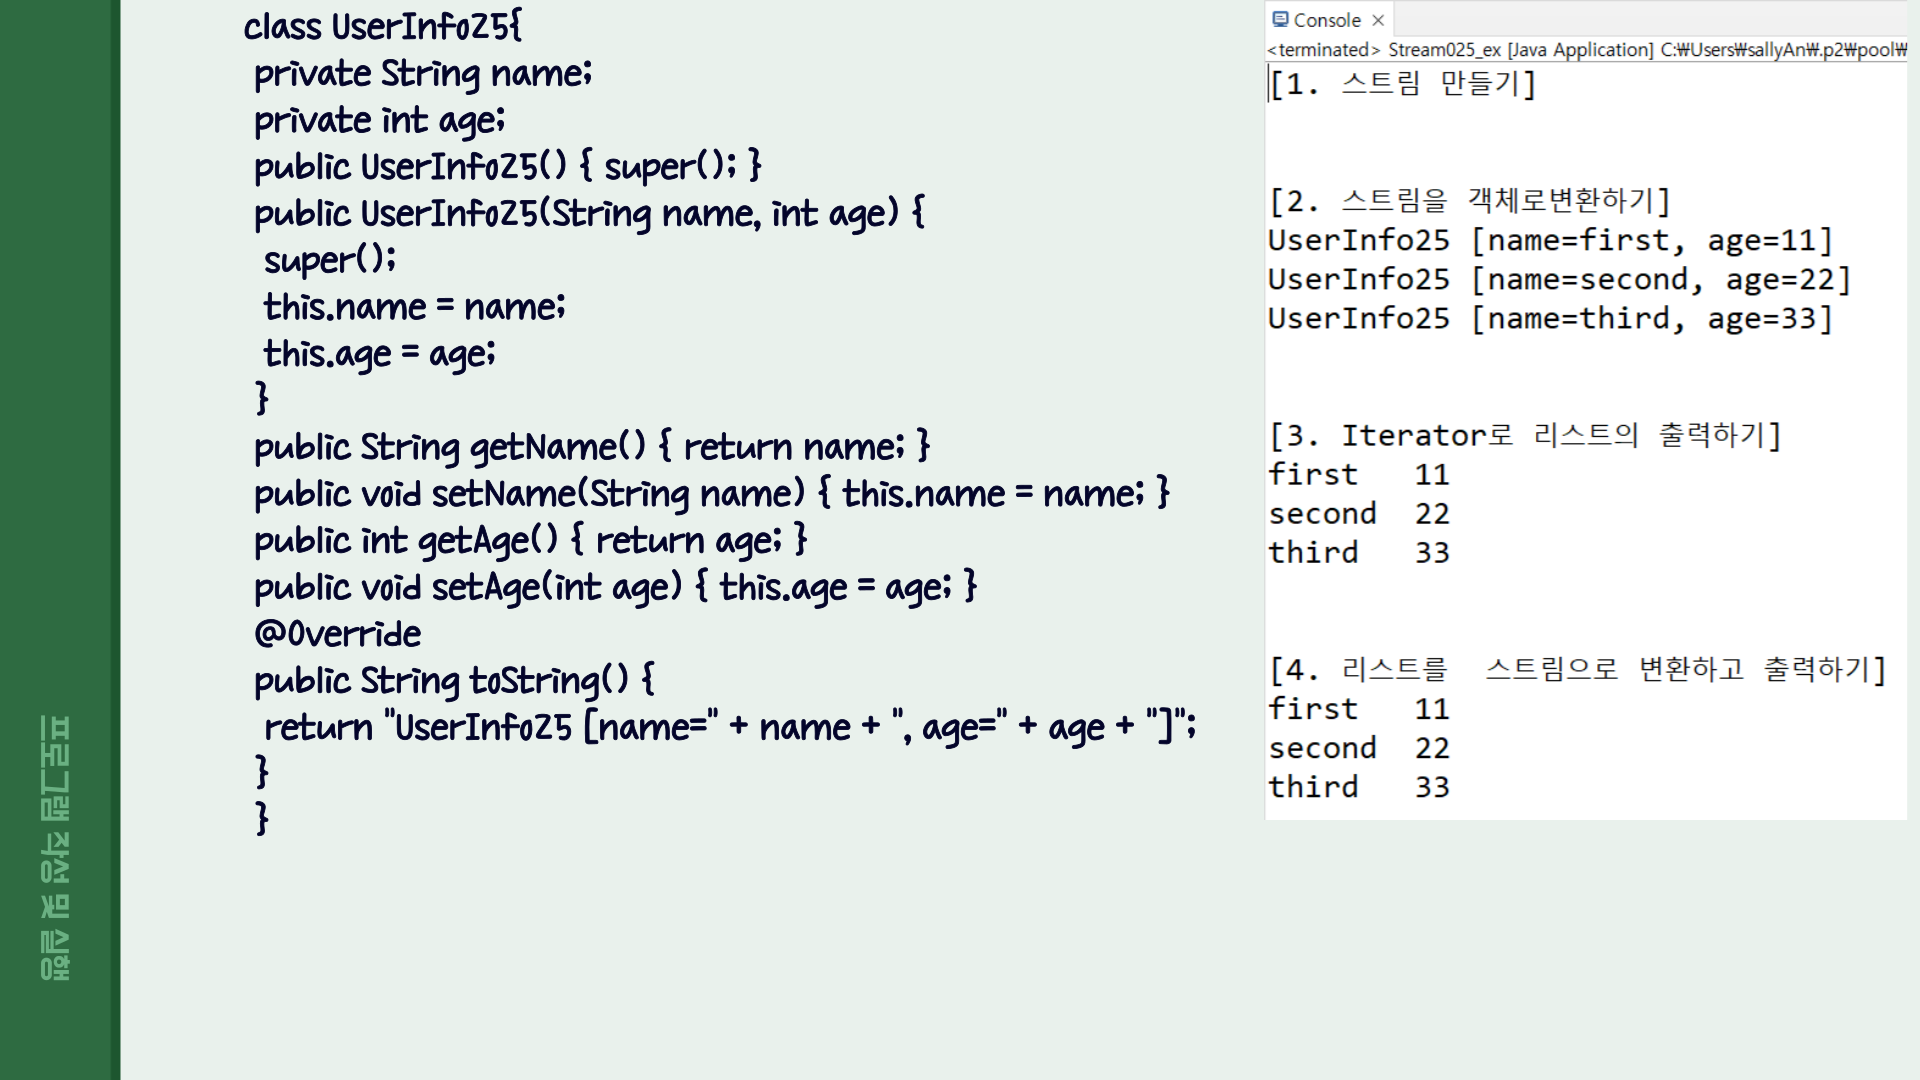 class UserInfo25{
private String name;
private int age;
public UserInfo25() { super(); }
public UserInfo25(String name, int age) {
super();
this.name = name;
this.age = age;
}
public String getName() { return name; }
public void setName(String name) { this.name = name; }
public int getAge() { return age; }
public void setAge(int age) { this.age = age; }
@Override
public String toString() {
return "UserInfo25 [name=" + name + ", age=" + age + "]";
}
}
Console
<terminated> Stream025_ex [Java Application] C:₩Users₩sallyAn₩.p2₩pool₩
[1. 스트림 만들기]
[2. 스트림을 객체로변환하기]
UserInfo25 [name=first, age=11]
UserInfo25 [name=second, age=22]
UserInfo25 [name=third, age=33]
[3. Iterator로 리스트의 출력하기]
first 11
second 22
third 33
[4. 리스트를  스트림으로 변환하고 출력하기]
first 11
second 22
third 33
프로그램 작성 및 실행